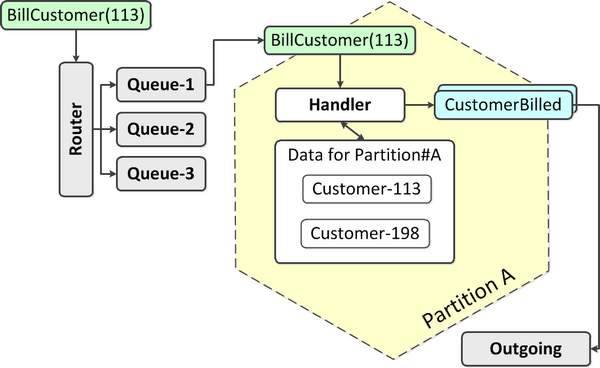 BillCustomer(113)
Router
Queue-1
Queue-2
Queue-3
BillCustomer(113)
Handler
CustomerBilled
Data for Partition#A
Customer-113
Customer-198
Partition A
Outgoing